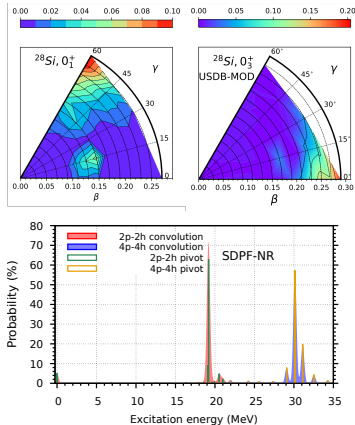 0.00 0.02 0.04 0.06 0.08 0.10
0.00 0.05 0.10 0.15 0.20
²⁸Si, 0₁⁺
60
45
γ
30
15
0
0.00 0.05 0.10 0.15 0.20 0.25
β
²⁸Si, 0₃⁺
USDB-MOD
60°
45°
γ
30°
15°
0°
0.00 0.05 0.10 0.15 0.20 0.25 0.30
β
80
70
60
50
40
30
20
10
0
Probability (%)
2p-2h convolution
4p-4h convolution
2p-2h pivot
4p-4h pivot
SDPF-NR
0 5 10 15 20 25 30 35
Excitation energy (MeV)